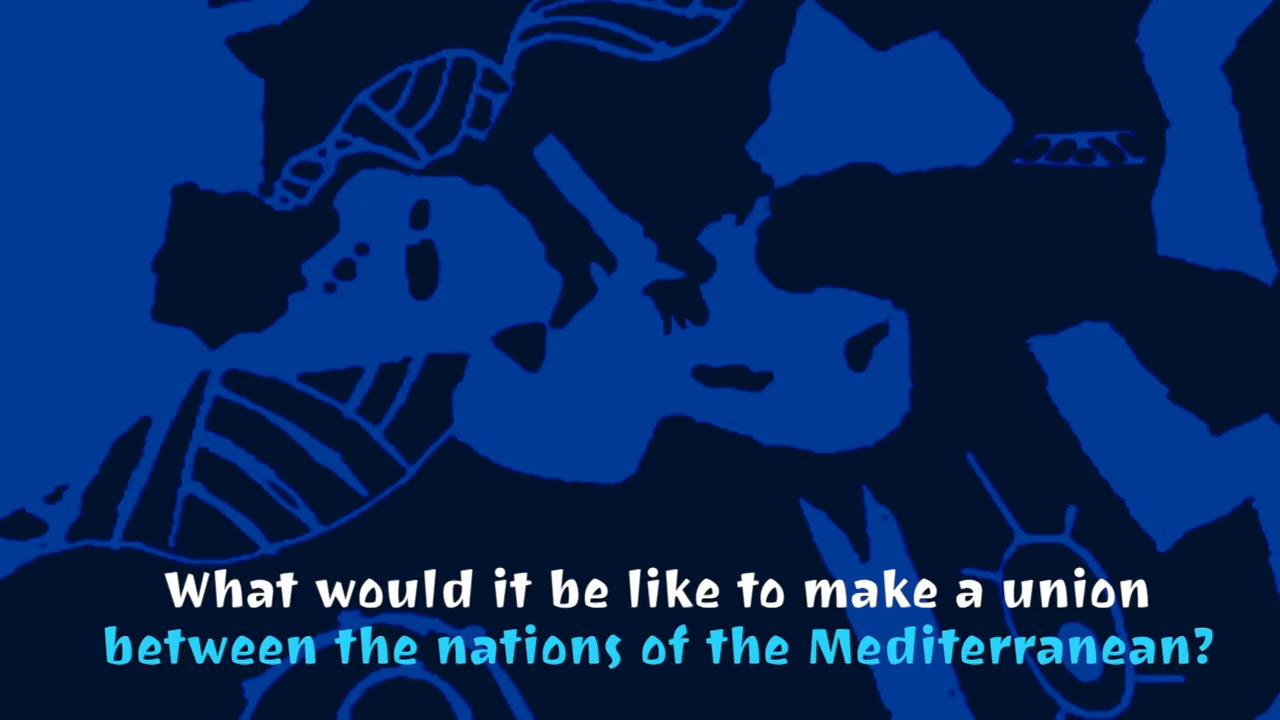 What would it be like to make a union
between the nations of the Mediterranean?